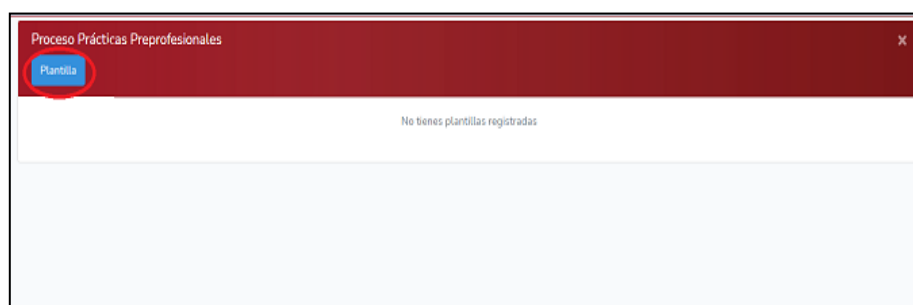 Proceso Prácticas Preprofesionales
×
Plantilla
No tienes plantillas registradas